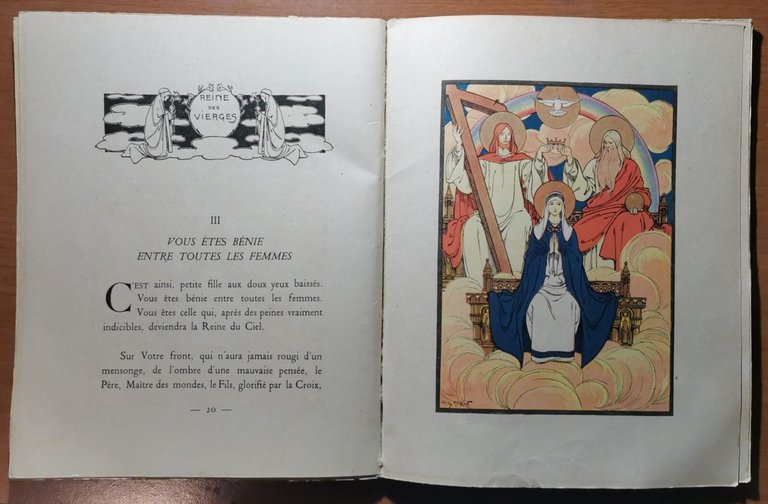 REINE
DES
VIERGES
III
VOUS ÊTES BÉNIE
ENTRE TOUTES LES FEMMES
C'EST ainsi, petite fille aux doux yeux baissés.
Vous êtes bénie entre toutes les femmes.
Vous êtes celle qui, après des peines vraiment
indicibles, deviendra la Reine du Ciel.
Sur Votre front, qui n'aura jamais rougi d'un
mensonge, de l'ombre d'une mauvaise pensée, le
Père, Maître des mondes, le Fils, glorifié par la Croix,
— 20 —